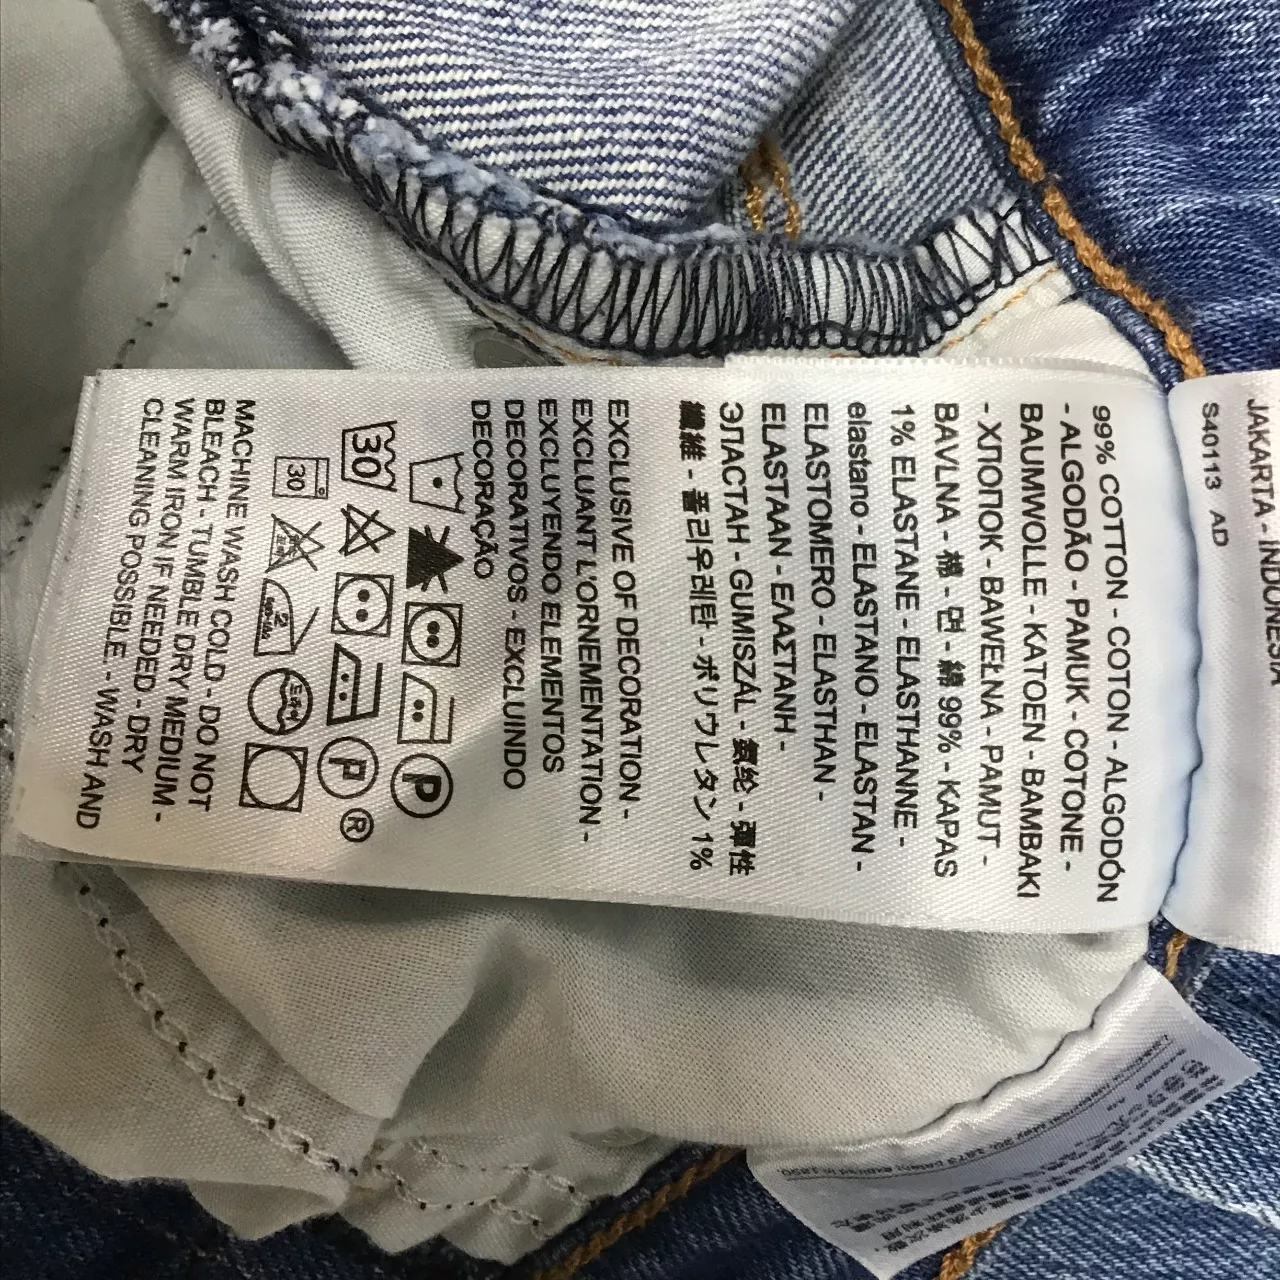 JAKARTA - INDONESIA
S40113 AD
99% COTTON - COTON - ALGODÓN
- ALGODÃO - PAMUK - COTONE -
BAUMWOLLE - KATOEN - BAMBAKI
- ΧΛΟΠΟΚ - BAWEŁNA - PAMUT -
BAVLNA - 棉 - 면 - 綿 99% - KAPAS
1% ELASTANE - ELASTHANNE -
elastano - ELASTANO - ELASTAN -
ELASTOMERO - ELASTHAN -
ELASTAAN - ΕΛΑΣΤΑΝΗ -
ЭЛАСТАН - GUMISZÁL - 氨纶 - 彈性
纖維 - 폴리우레탄 - ポリウレタン 1%
EXCLUSIVE OF DECORATION -
EXCLUANT L'ORNEMENTATION -
EXCLUYENDO ELEMENTOS
DECORATIVOS - EXCLUINDO
DECORAÇÃO
P
30 P ®
30 2
MACHINE WASH COLD - DO NOT
BLEACH - TUMBLE DRY MEDIUM -
WARM IRON IF NEEDED - DRY
CLEANING POSSIBLE. - WASH AND